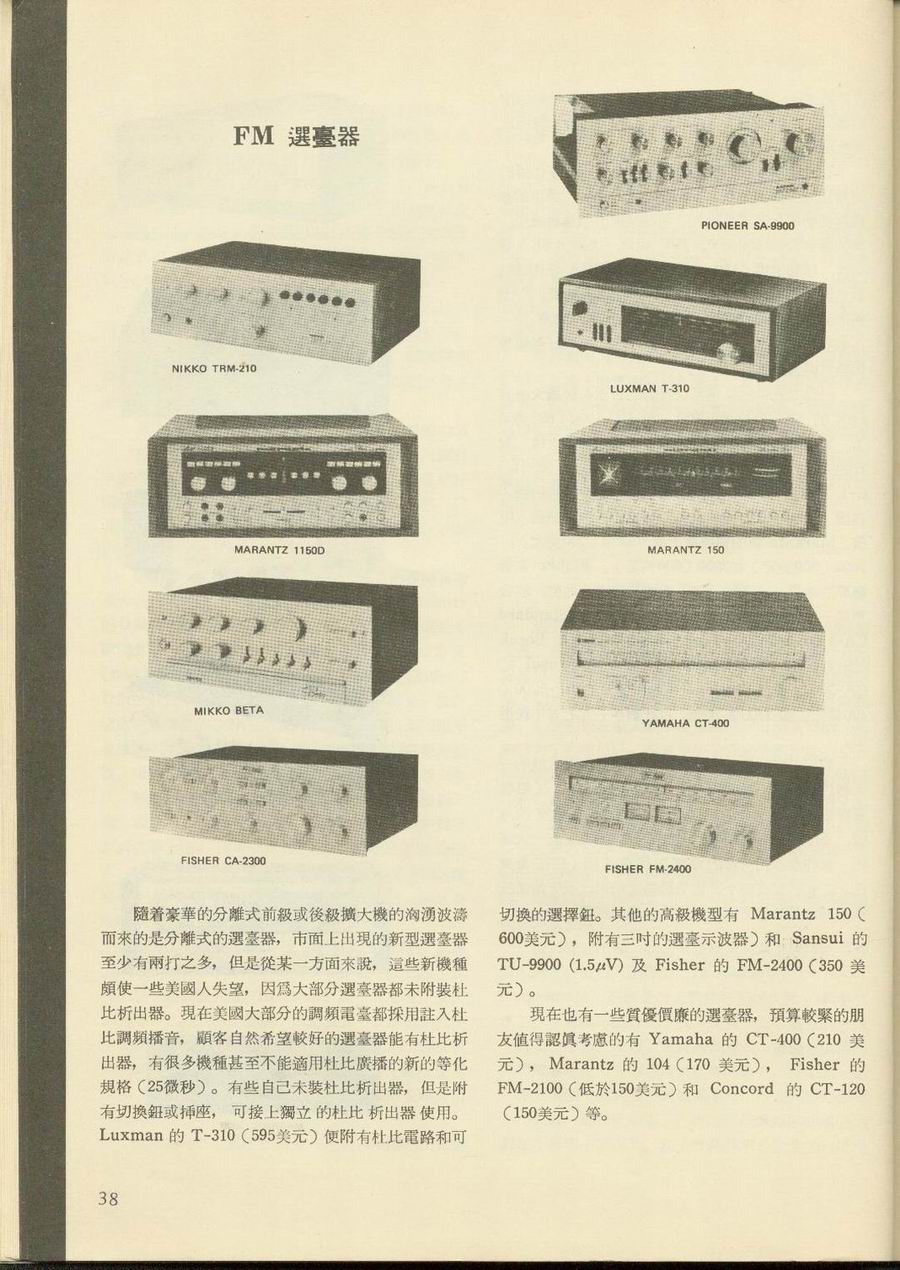 FM 選臺器
PIONEER SA-9900
NIKKO TRM-210
LUXMAN T-310
MARANTZ 1150D
MARANTZ 150
MIKKO BETA
YAMAHA CT-400
FISHER CA-2300
FISHER FM-2400
隨着豪華的分離式前級或後級擴大機的洶湧波濤
而來的是分離式的選臺器，市面上出現的新型選臺器
至少有兩打之多，但是從某一方面來說，這些新機種
頗使一些美國人失望，因爲大部分選臺器都未附裝杜
比析出器。現在美國大部分的調頻電臺都採用註入杜
比調頻播音，顧客自然希望較好的選臺器能有杜比析
出器，有很多機種甚至不能適用杜比廣播的新的等化
規格（25微秒）。有些自己未裝杜比析出器，但是附
有切換鈕或挿座，可接上獨立的杜比析出器使用。
Luxman 的 T-310（595美元）便附有杜比電路和可
切換的選擇鈕。其他的高級機型有 Marantz 150（
600美元），附有三吋的選臺示波器）和 Sansui 的
TU-9900 (1.5μV) 及 Fisher 的 FM-2400（350 美
元）。
現在也有一些質優價廉的選臺器，預算較緊的朋
友値得認眞考慮的有 Yamaha 的 CT-400（210 美
元），Marantz 的 104（170 美元），Fisher 的
FM-2100（低於150美元）和 Concord 的 CT-120
（150美元）等。
38